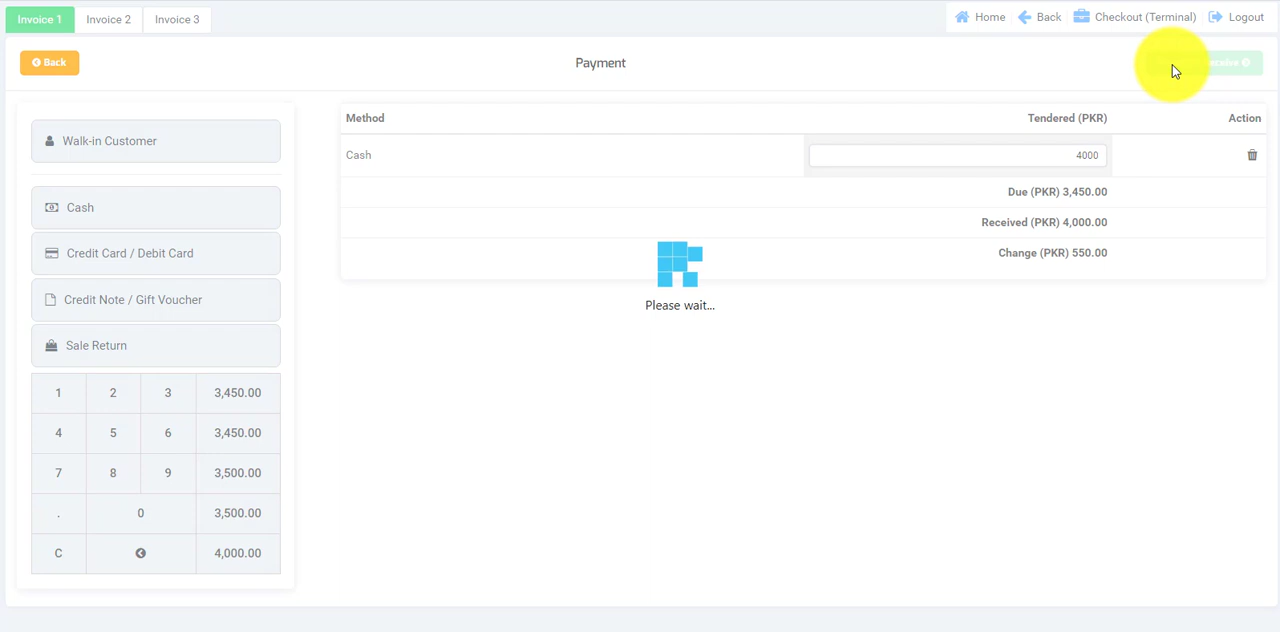 Invoice 1 Invoice 2 Invoice 3 Home Back Checkout (Terminal) Logout
Back Payment
Walk-in Customer
Cash
Credit Card / Debit Card
Credit Note / Gift Voucher
Sale Return
1 2 3 3,450.00
4 5 6 3,450.00
7 8 9 3,500.00
. 0 3,500.00
C 4,000.00
Method Tendered (PKR) Action
Cash 4000
Due (PKR) 3,450.00
Received (PKR) 4,000.00
Change (PKR) 550.00
Please wait...